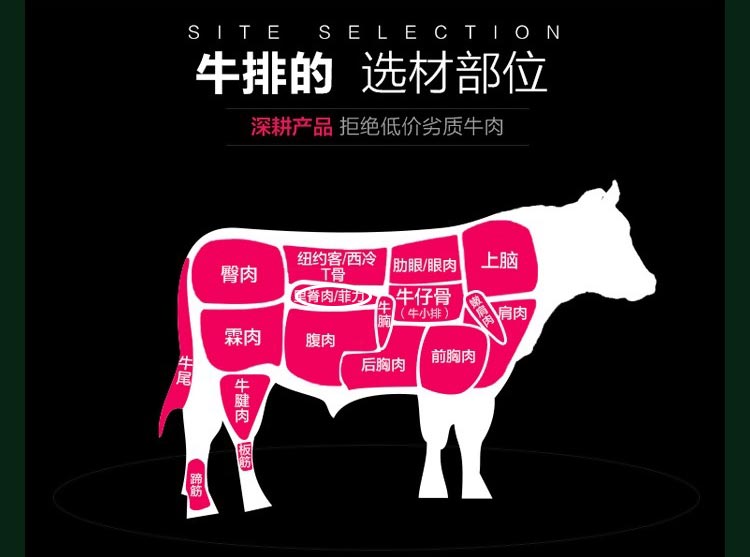 SITE SELECTION
牛排的 选材部位
深耕产品 拒绝低价劣质牛肉
臀肉
纽约客/西冷
T骨
肋眼/眼肉
上脑
里脊肉/菲力
牛腩
牛仔骨
(牛小排)
嫩肩肉
肩肉
霖肉
腹肉
后胸肉
前胸肉
牛尾
牛腱肉
板筋
蹄筋